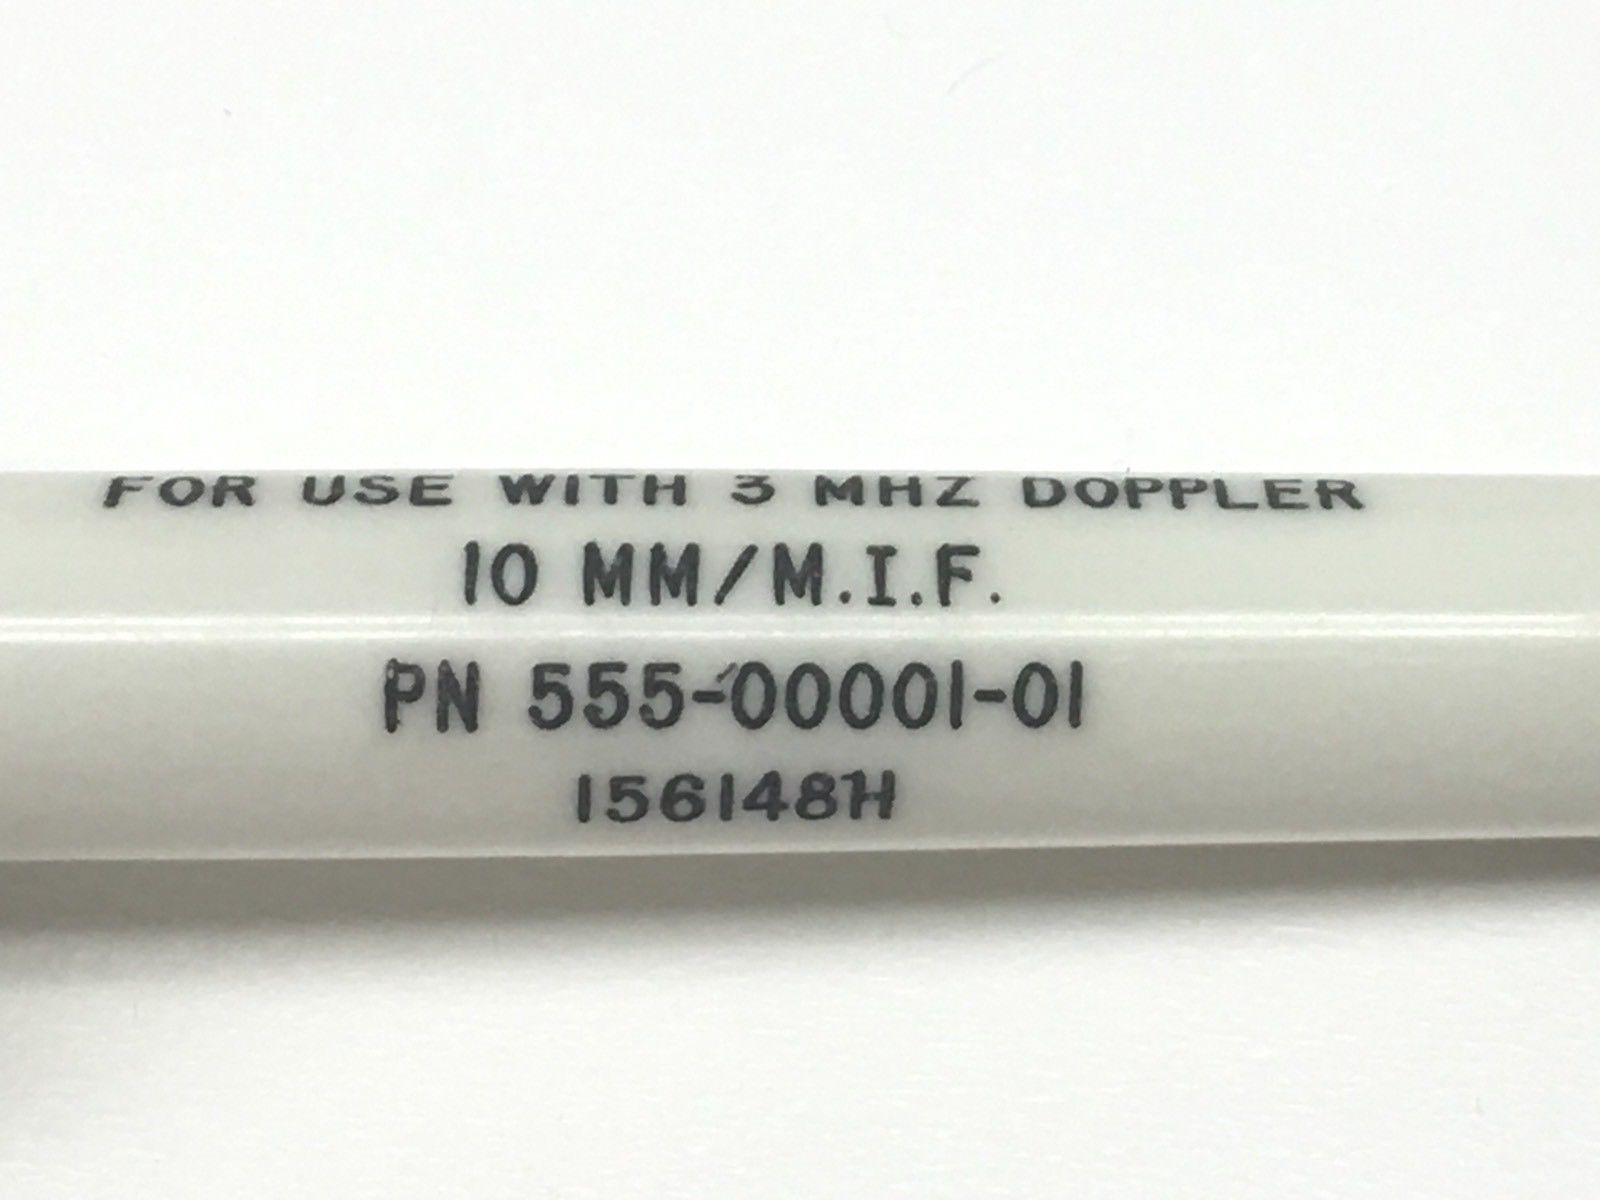 FOR USE WITH 3 MHZ DOPPLER
10 MM/M.I.F.
PN 555-00001-01
156148H